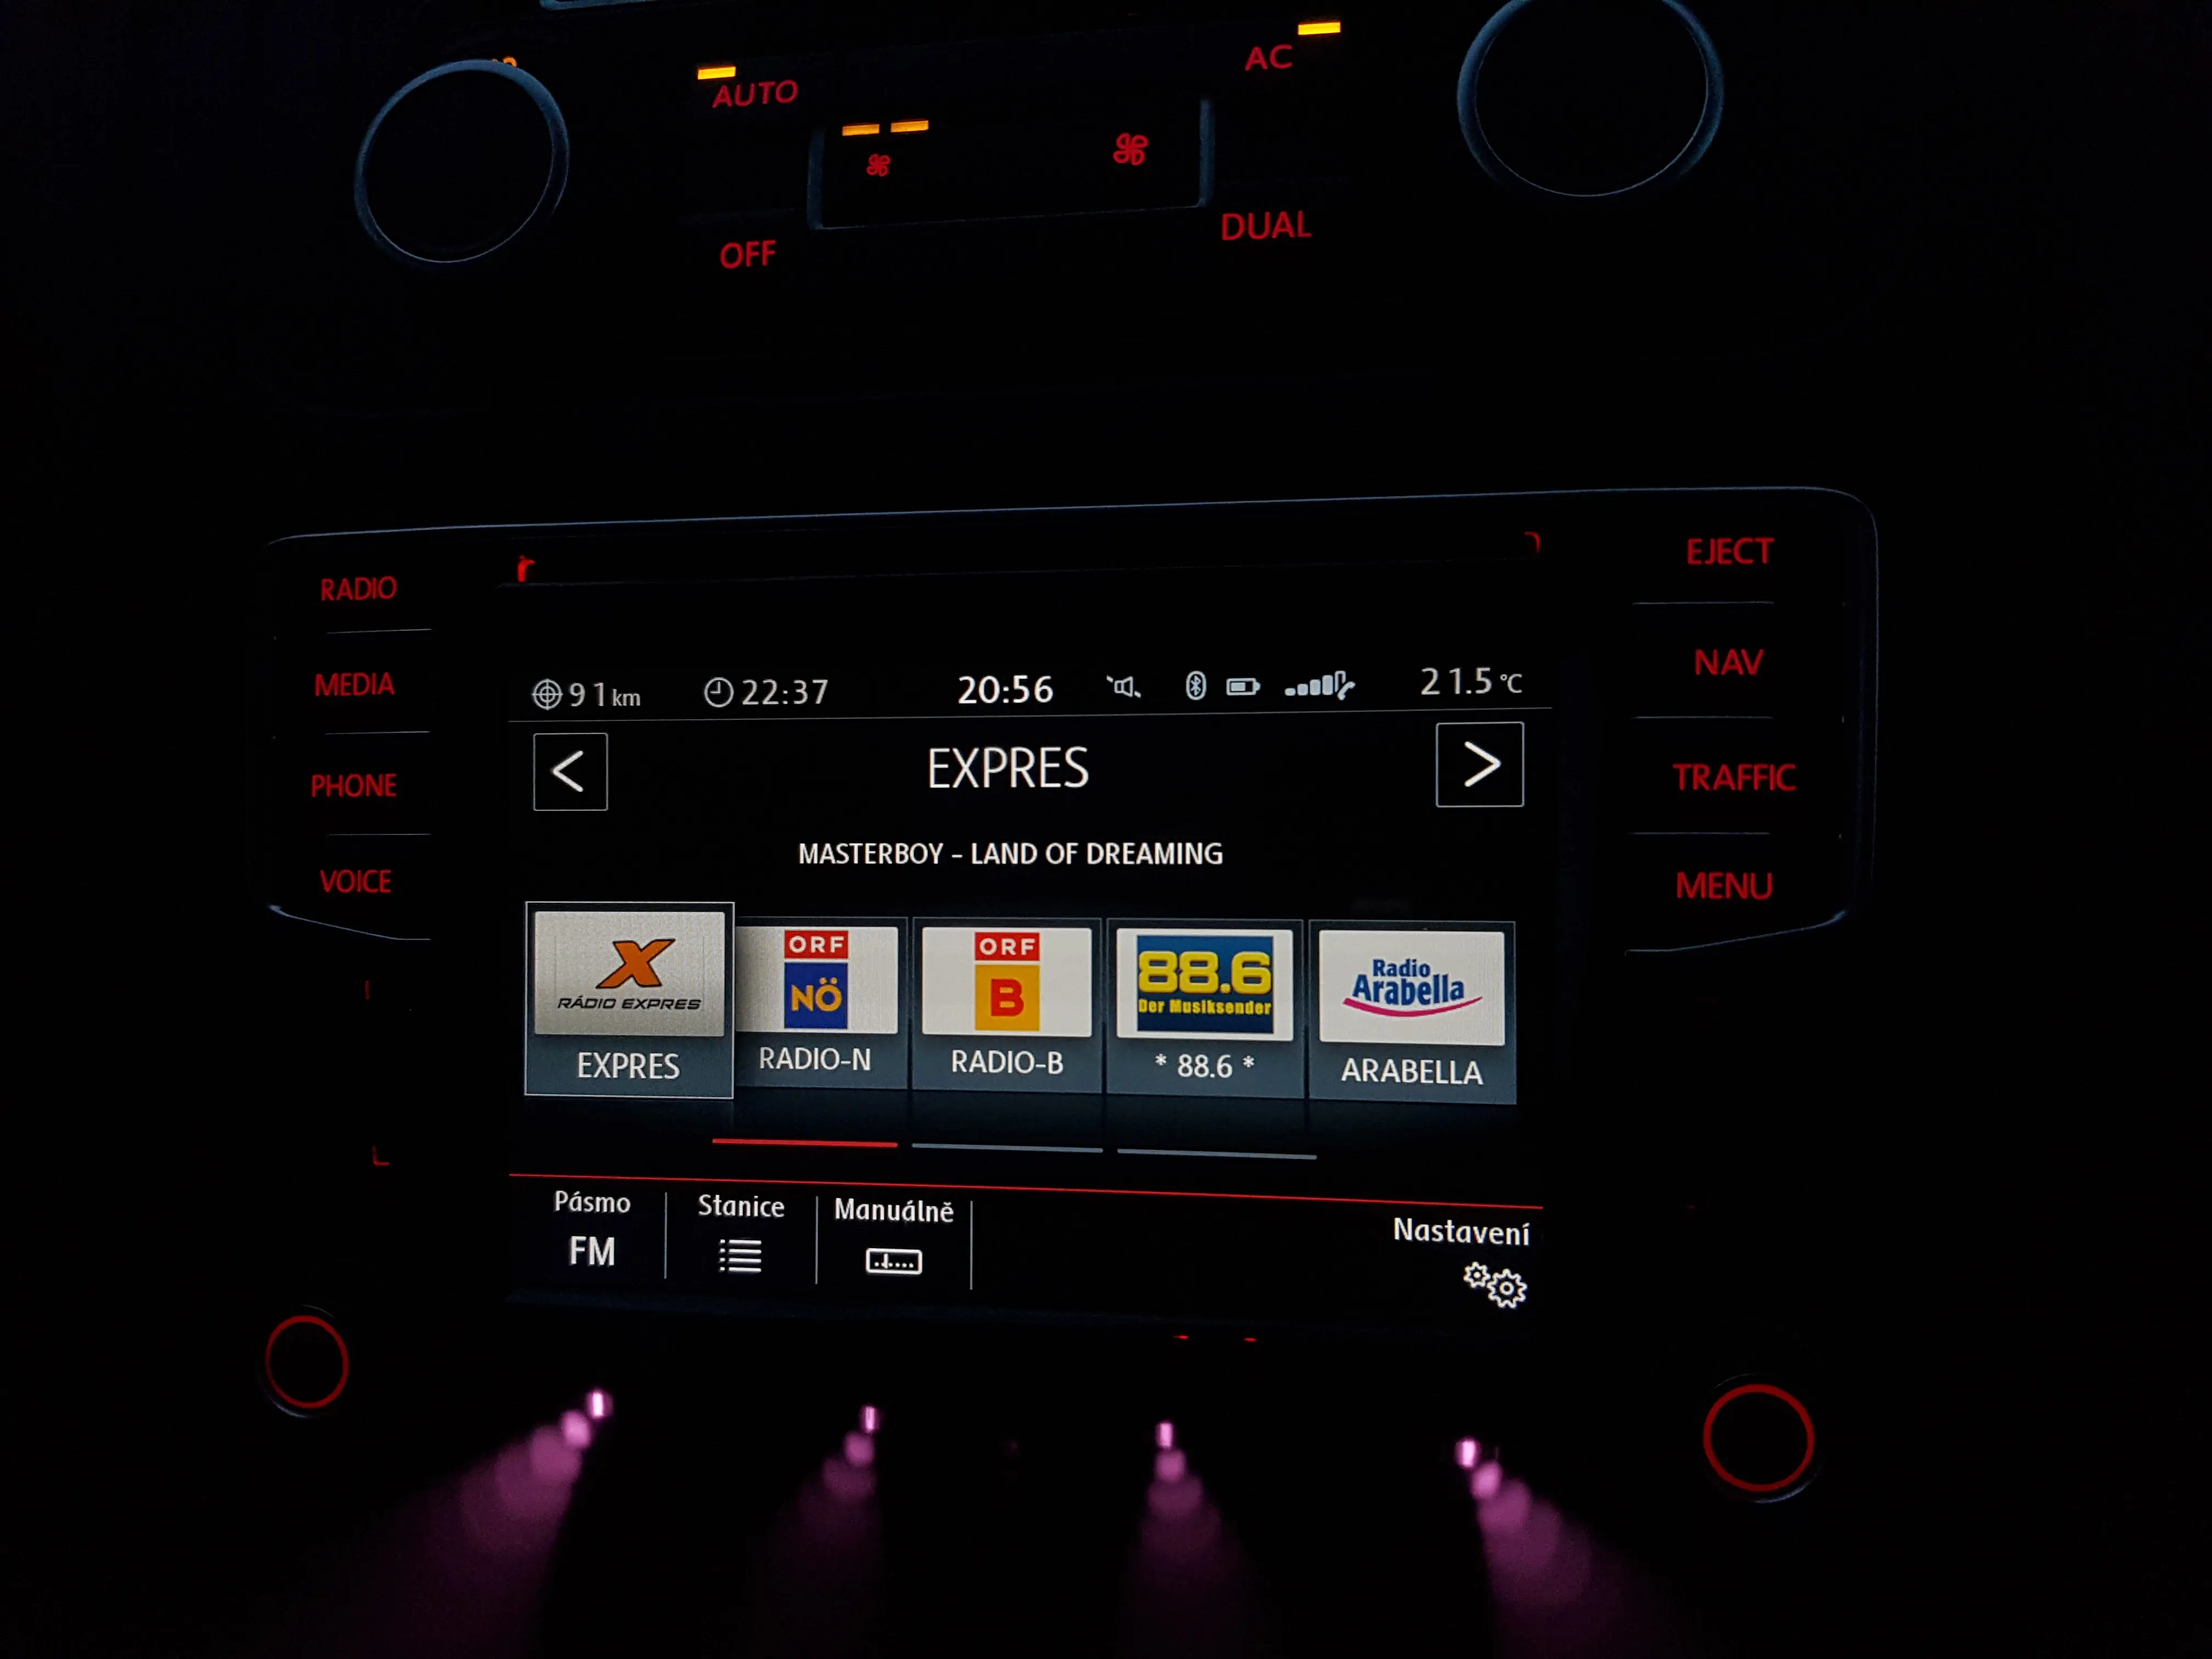 AUTO
AC
OFF
DUAL
RADIO
MEDIA
PHONE
VOICE
EJECT
NAV
TRAFFIC
MENU
91 km 22:37 20:56 21.5 °C
< EXPRES >
MASTERBOY - LAND OF DREAMING
X
RÁDIO EXPRES
EXPRES
ORF
NÖ
RADIO-N
ORF
B
RADIO-B
88.6
Der Musiksender
* 88.6 *
Radio
Arabella
ARABELLA
Pásmo
FM
Stanice
Manuálně
Nastavení